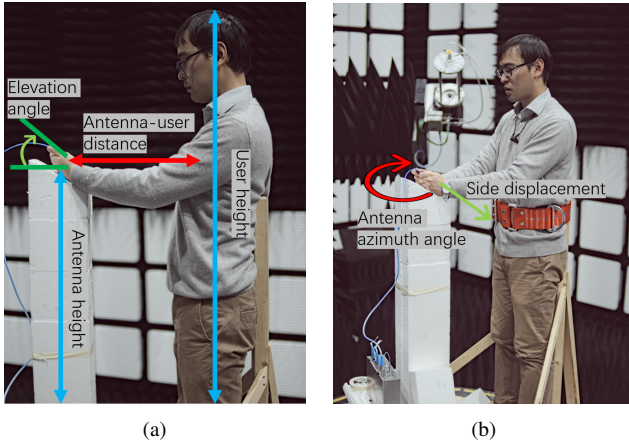 Elevation
angle
Antenna-user
distance
User height
Antenna height
Side displacement
Antenna
azimuth angle
(a)
(b)